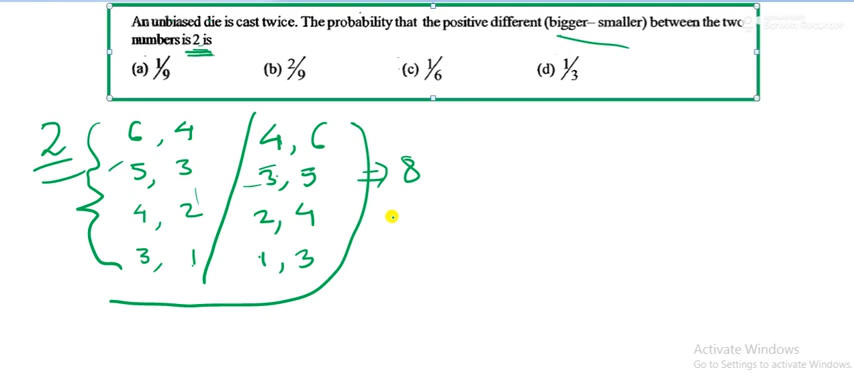 An unbiased die is cast twice. The probability that the positive different (bigger– smaller) between the two
numbers is 2 is
(a) 1/9 (b) 2/9 (c) 1/6 (d) 1/3
2 6, 4 / 4, 6
5, 3 3, 5 ⇒ 8
4, 2 2, 4
3, 1 1, 3
Activate Windows
Go to Settings to activate Windows.